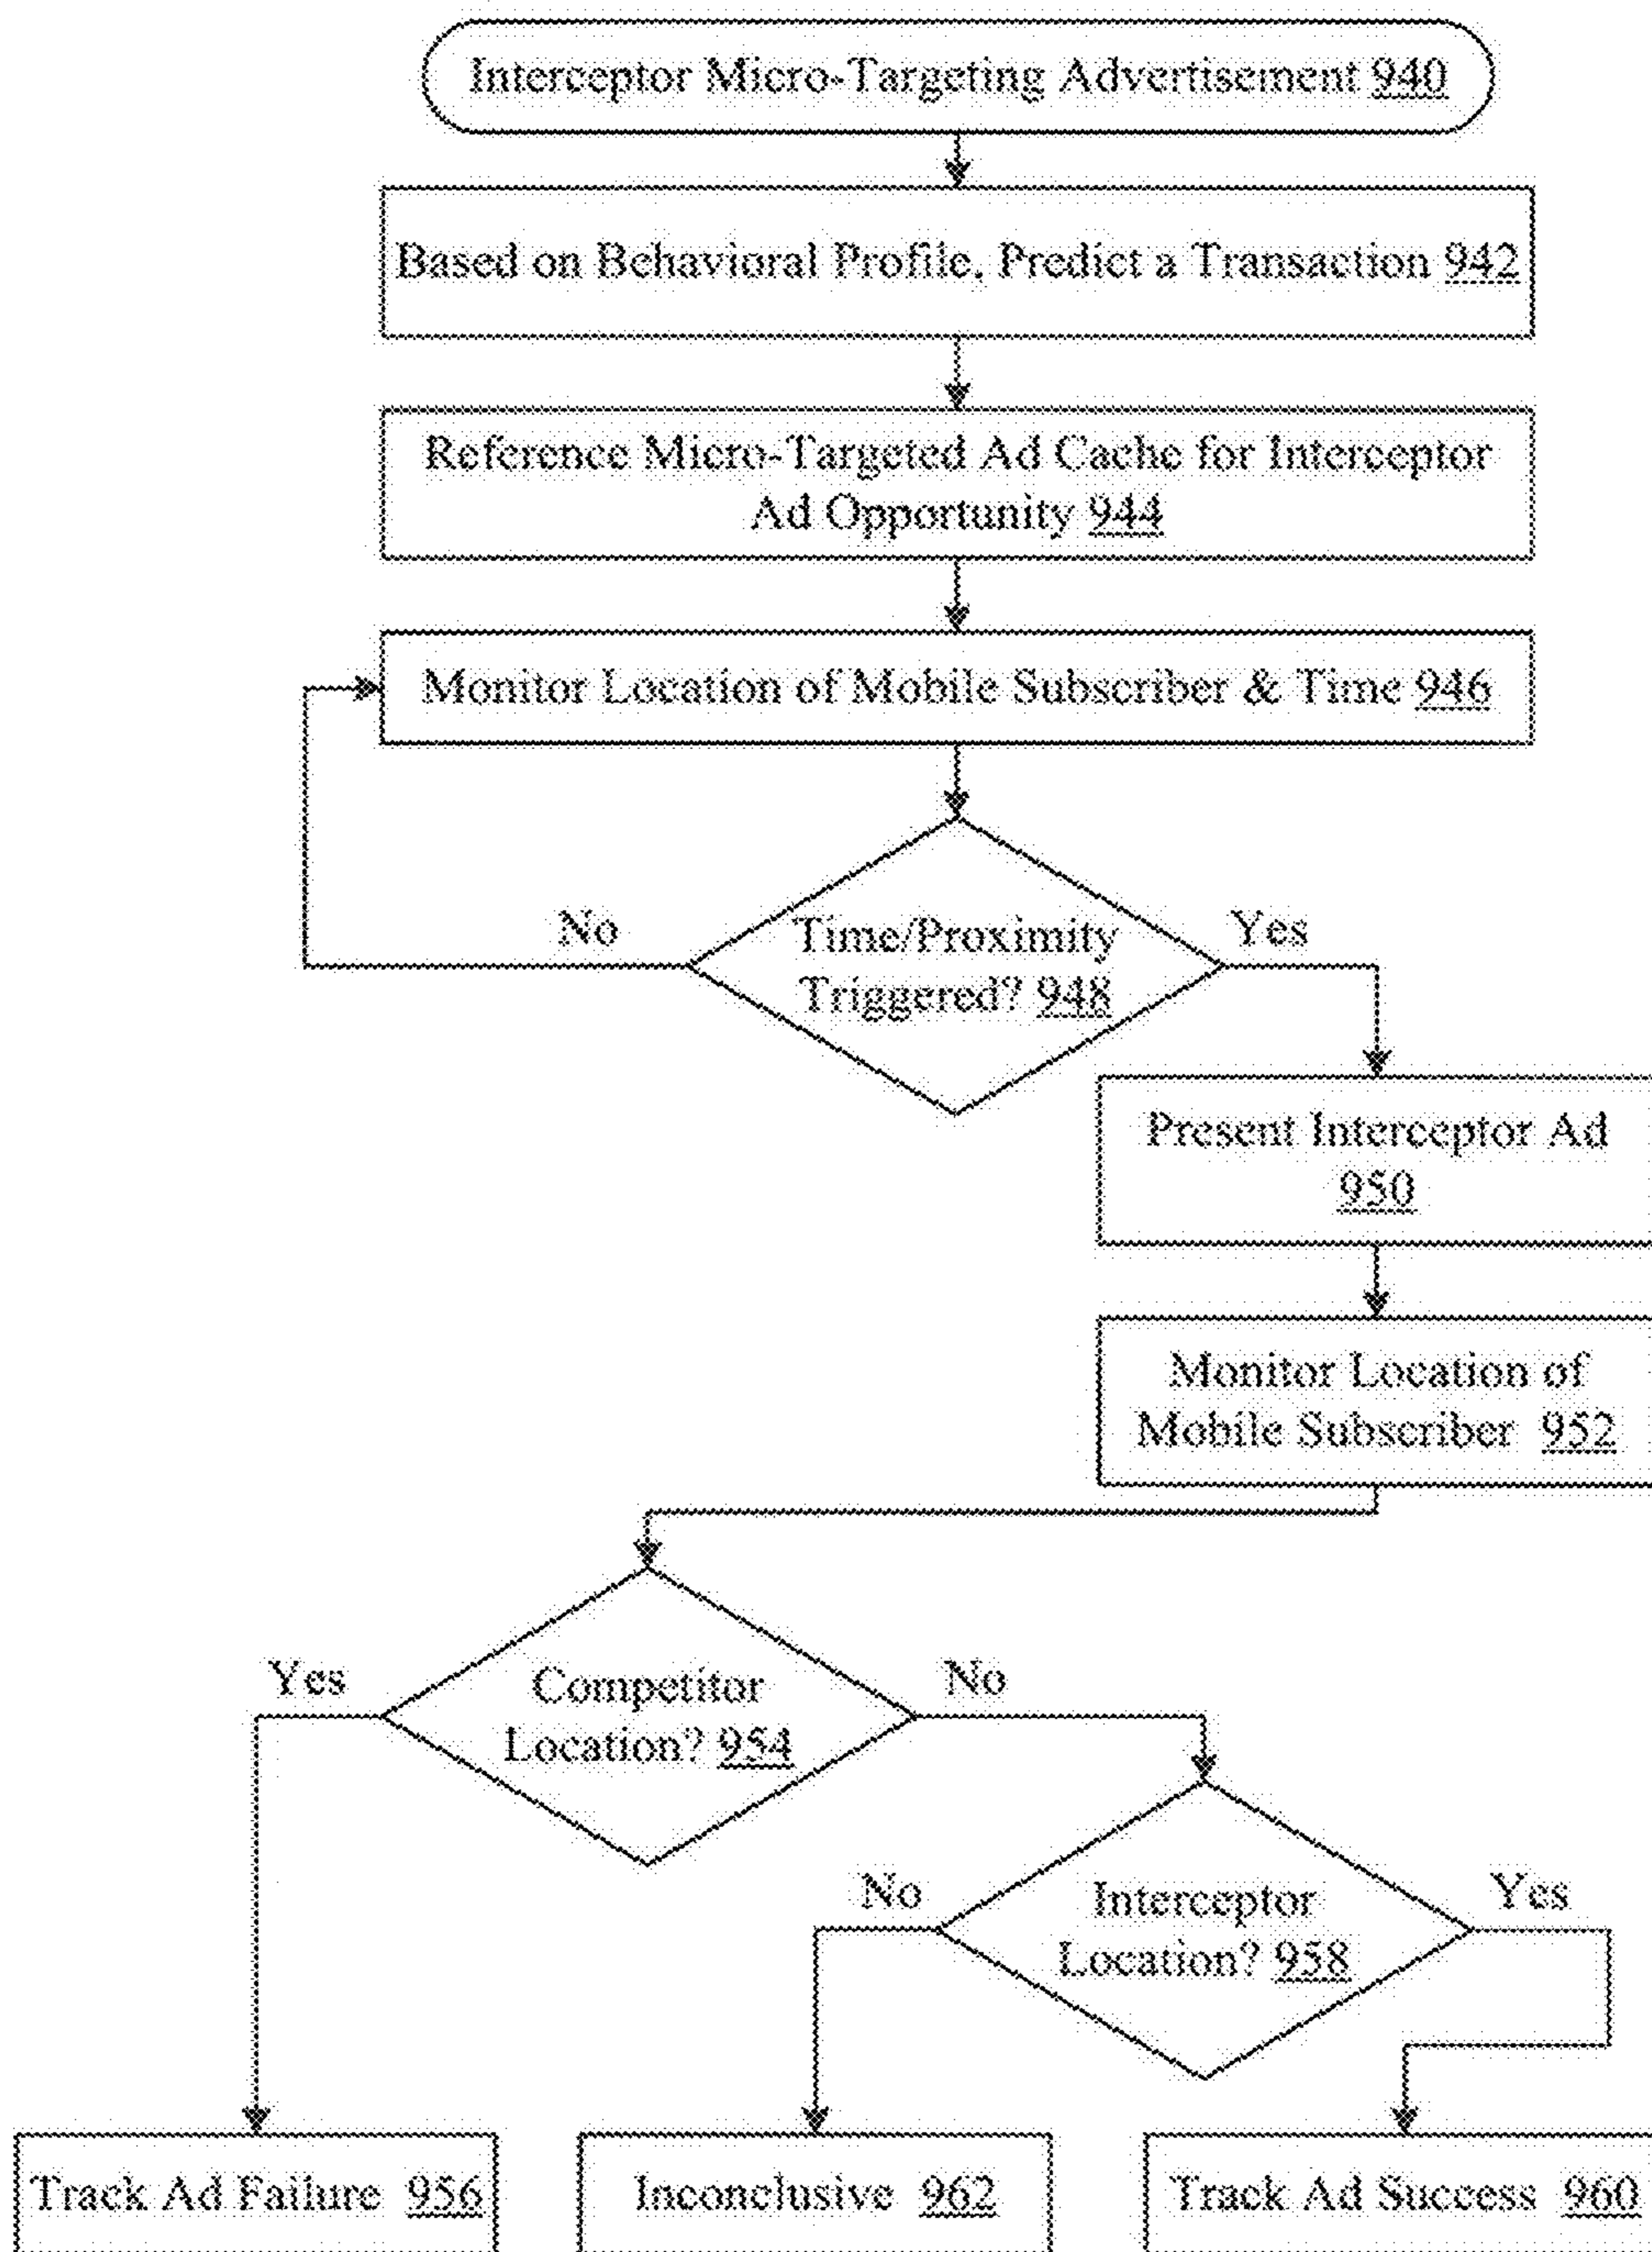 Interceptor Micro-Targeting Advertisement 940
Based on Behavioral Profile, Predict a Transaction 942
Reference Micro-Targeted Ad Cache for Interceptor
Ad Opportunity 944
Monitor Location of Mobile Subscriber & Time 946
No
Time/Proximity
Triggered? 948
Yes
Present Interceptor Ad
950
Monitor Location of
Mobile Subscriber 952
Yes
Competitor
Location? 954
No
No
Interceptor
Location? 958
Yes
Track Ad Failure 956
Inconclusive 962
Track Ad Success 960